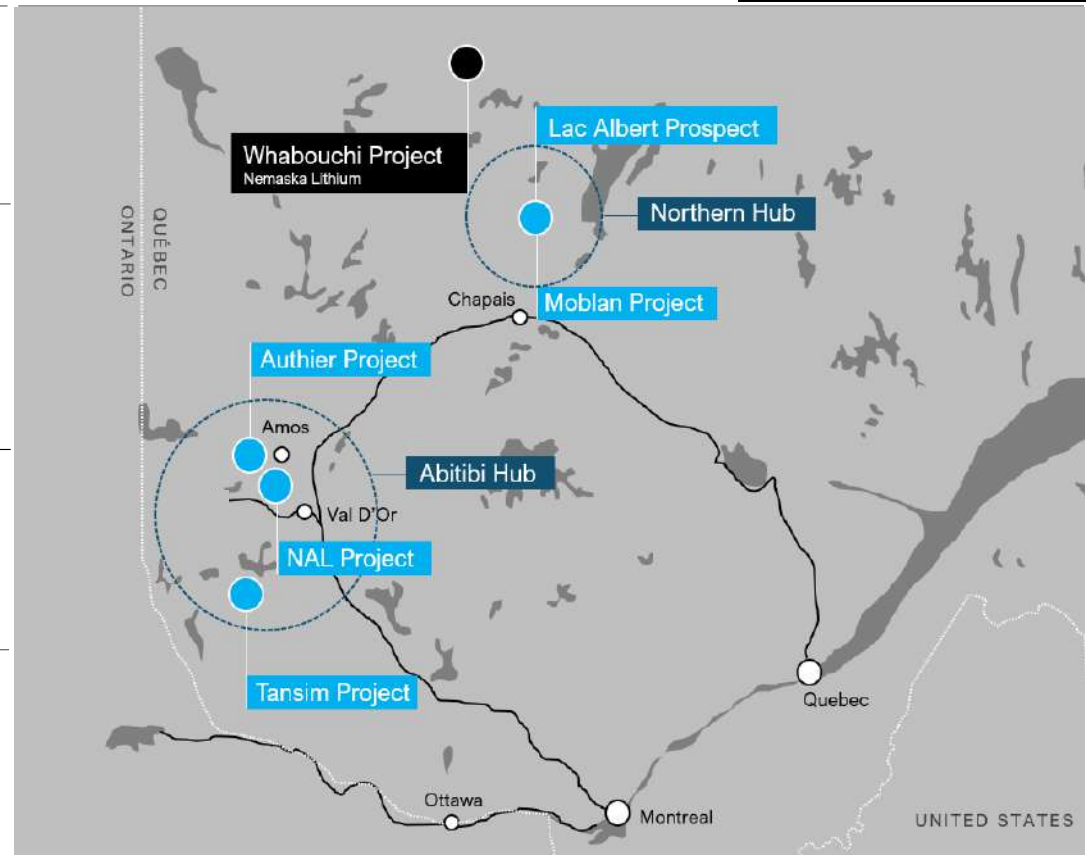 Lac Albert Prospect
Whabouchi Project
Nemaska Lithium
Northern Hub
ONTARIO
QUÉBEC
Chapais
Moblan Project
Authier Project
Amos
Abitibi Hub
Val D'Or
NAL Project
Tansim Project
Quebec
Ottawa
Montreal
UNITED STATES